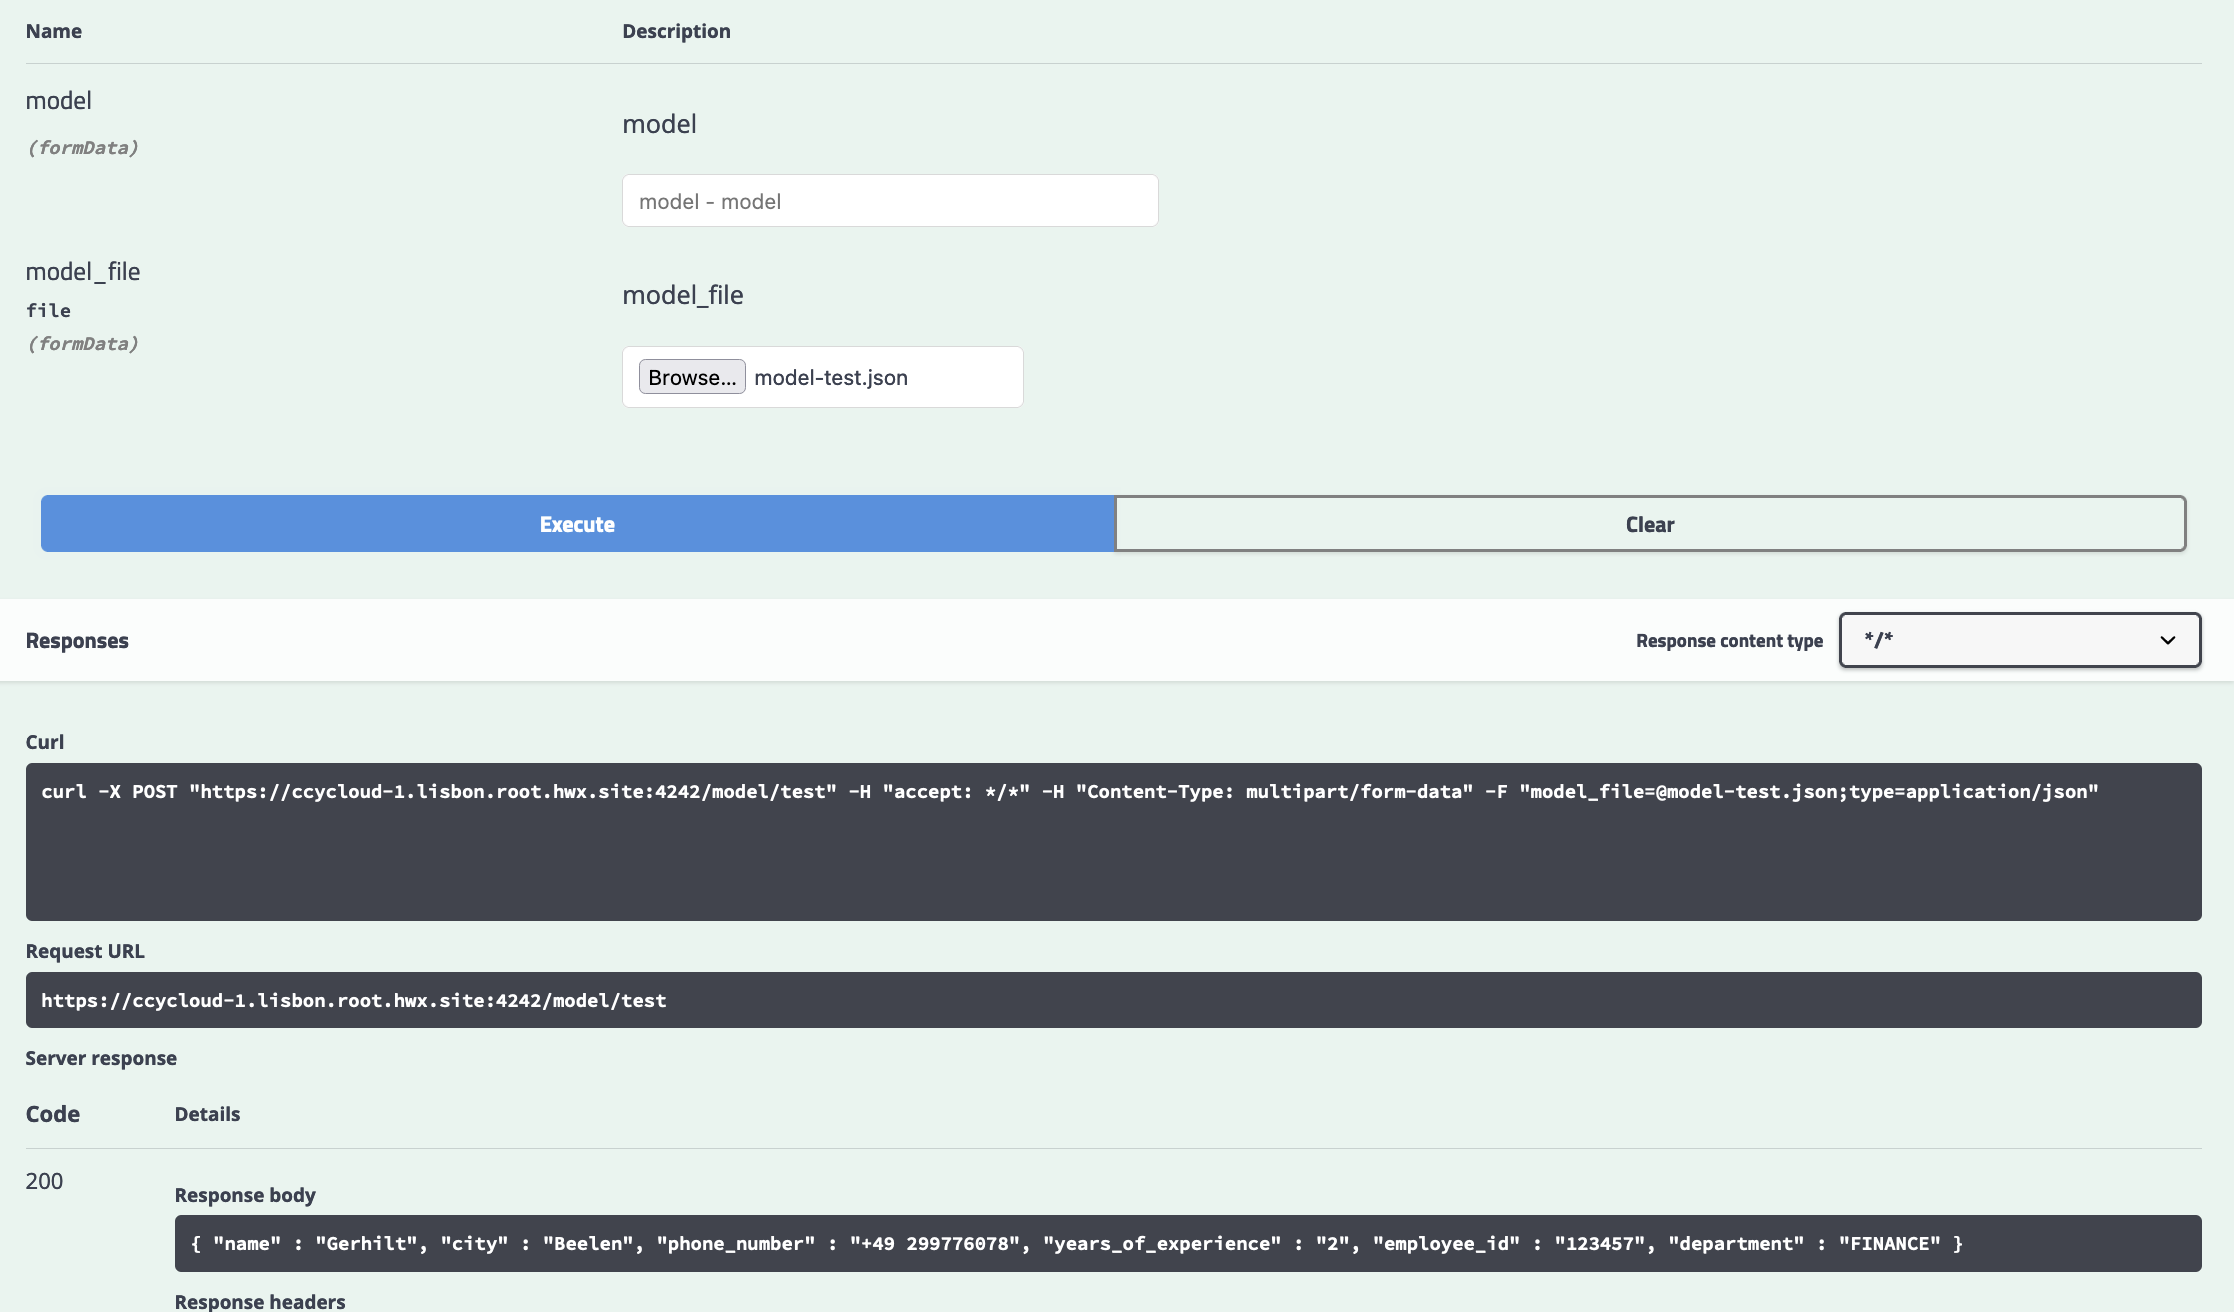 Name Description
model
(formData)
model
model - model
model_file
file
(formData)
model_file
Browse... model-test.json
Execute Clear
Responses Response content type */*
Curl
curl -X POST "https://ccycloud-1.lisbon.root.hwx.site:4242/model/test" -H "accept: */*" -H "Content-Type: multipart/form-data" -F "model_file=@model-test.json;type=application/json"
Request URL
https://ccycloud-1.lisbon.root.hwx.site:4242/model/test
Server response
Code Details
200
Response body
{ "name" : "Gerhilt", "city" : "Beelen", "phone_number" : "+49 299776078", "years_of_experience" : "2", "employee_id" : "123457", "department" : "FINANCE" }
Response headers